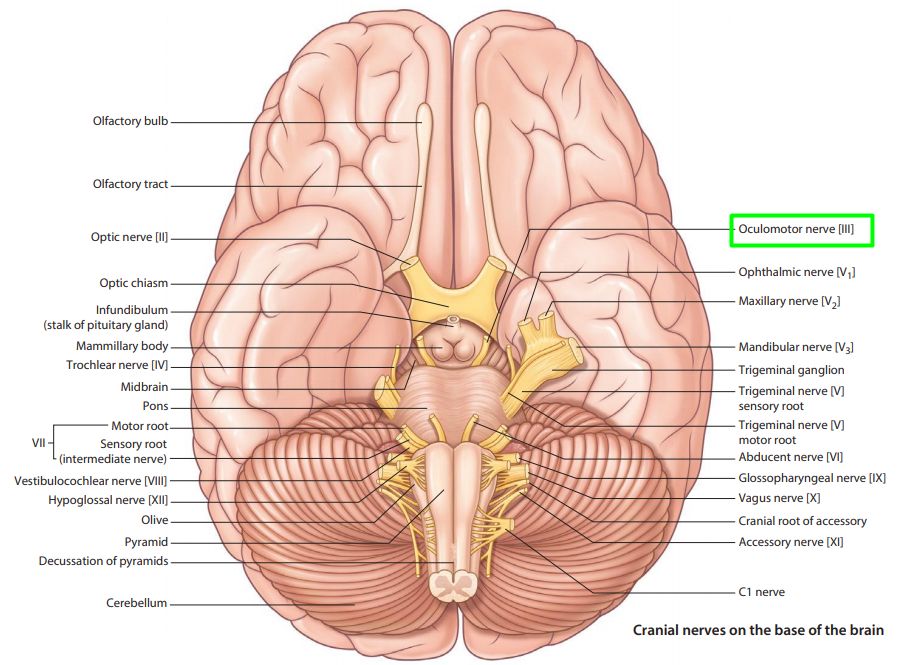 Olfactory bulb
Olfactory tract
Optic nerve [II]
Optic chiasm
Infundibulum
(stalk of pituitary gland)
Mammillary body
Trochlear nerve [IV]
Midbrain
Pons
VII
Motor root
Sensory root
(intermediate nerve)
Vestibulocochlear nerve [VIII]
Hypoglossal nerve [XII]
Olive
Pyramid
Decussation of pyramids
Cerebellum
Oculomotor nerve [III]
Ophthalmic nerve [V1]
Maxillary nerve [V2]
Mandibular nerve [V3]
Trigeminal ganglion
Trigeminal nerve [V]
sensory root
Trigeminal nerve [V]
motor root
Abducent nerve [VI]
Glossopharyngeal nerve [IX]
Vagus nerve [X]
Cranial root of accessory
Accessory nerve [XI]
C1 nerve
Cranial nerves on the base of the brain